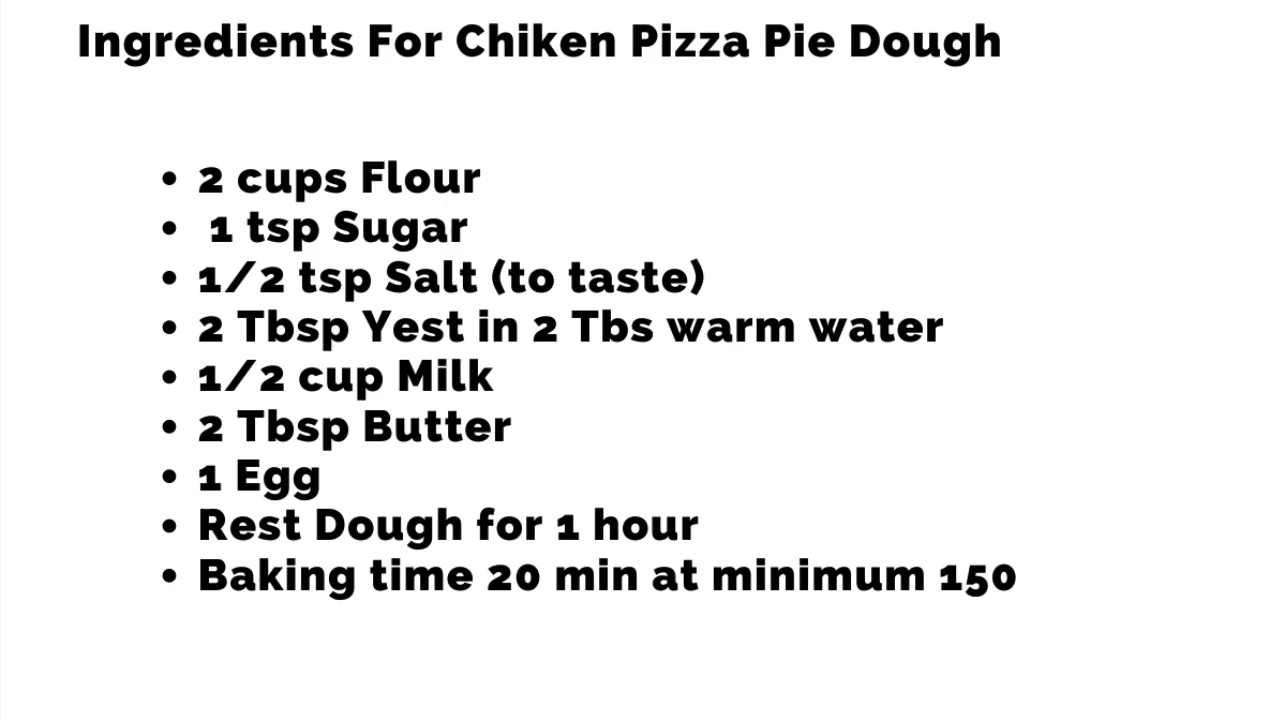 Ingredients For Chiken Pizza Pie Dough
• 2 cups Flour
• 1 tsp Sugar
• 1/2 tsp Salt (to taste)
• 2 Tbsp Yest in 2 Tbs warm water
• 1/2 cup Milk
• 2 Tbsp Butter
• 1 Egg
• Rest Dough for 1 hour
• Baking time 20 min at minimum 150